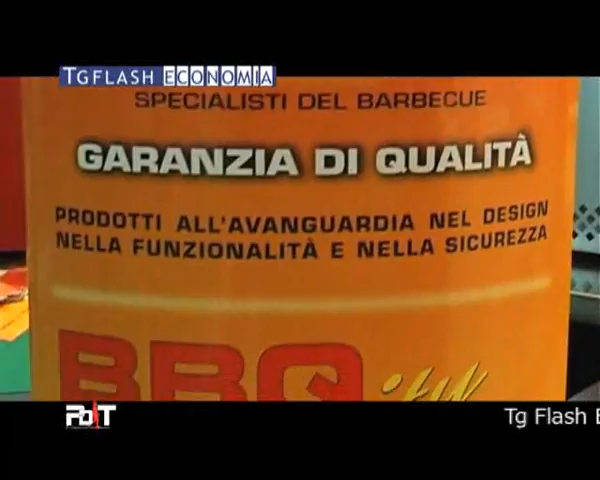 TGFLASH ECONOMIA
SPECIALISTI DEL BARBECUE
GARANZIA DI QUALITÀ
PRODOTTI ALL'AVANGUARDIA NEL DESIGN
NELLA FUNZIONALITÀ E NELLA SICUREZZA
BBQ
Tg Flash E